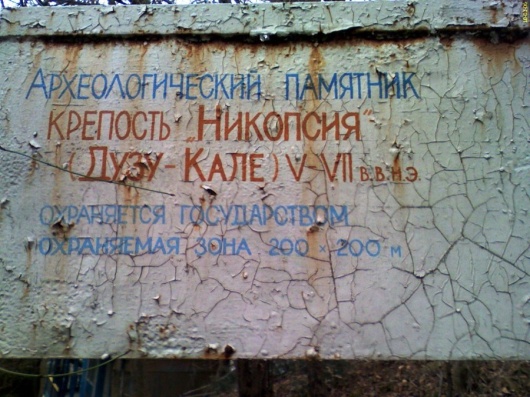 Археологический памятник
крепость „Никопсия"
(Дузу-Кале) V-VII в.в.н.э.
охраняется государством
охраняемая зона 200 × 200 м